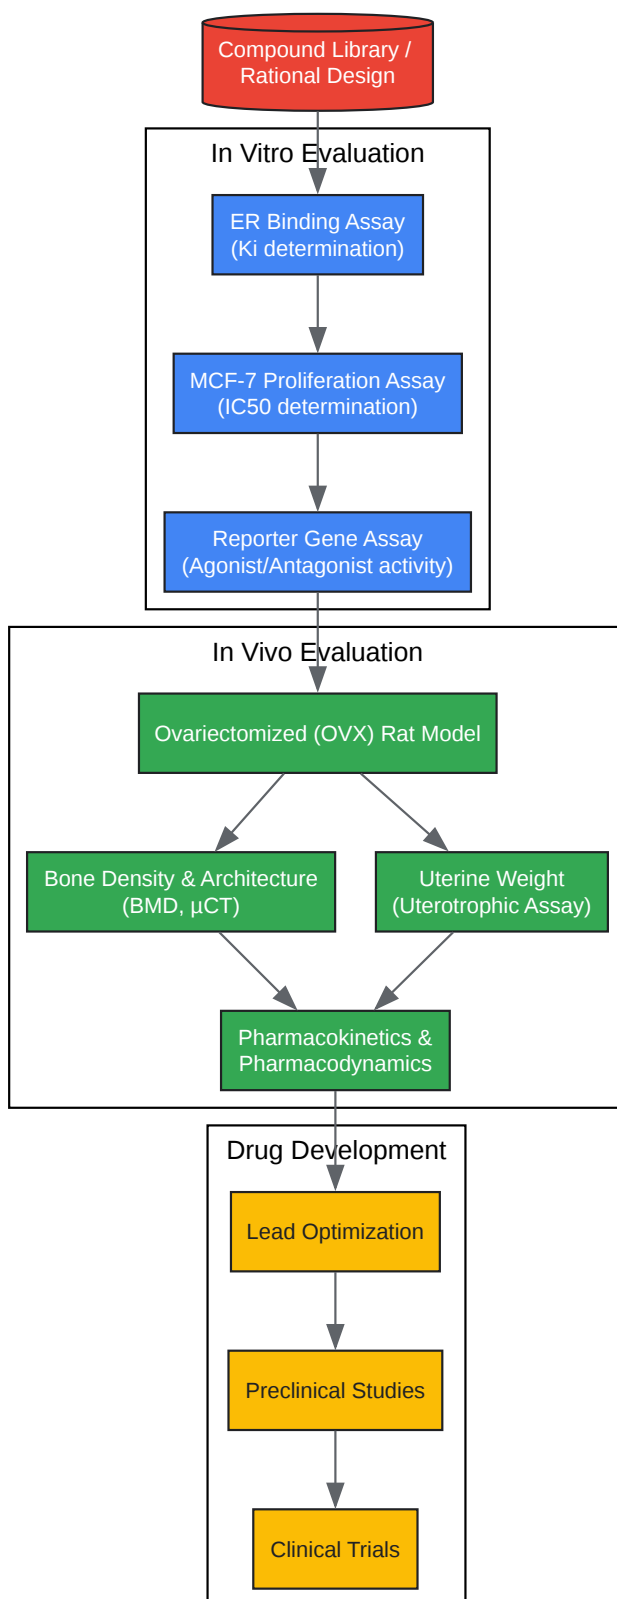 Compound Library /
Rational Design
In Vitro Evaluation
ER Binding Assay
(Ki determination)
MCF-7 Proliferation Assay
(IC50 determination)
Reporter Gene Assay
(Agonist/Antagonist activity)
In Vivo Evaluation
Ovariectomized (OVX) Rat Model
Bone Density & Architecture
(BMD, µCT)
Uterine Weight
(Uterotrophic Assay)
Pharmacokinetics &
Pharmacodynamics
Drug Development
Lead Optimization
Preclinical Studies
Clinical Trials